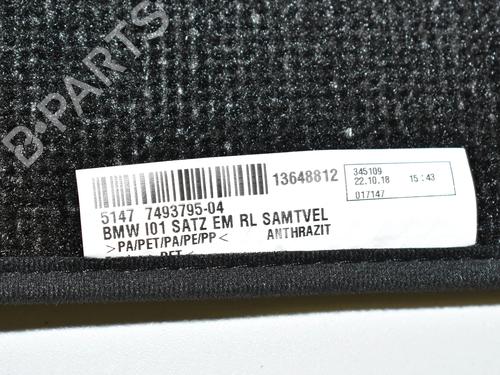 B-PARTS
13648812
345109
22.10.18 15:43
017147
5147 7493795-04
BMW I01 SATZ EM RL SAMTVEL
>PA/PET/PA/PE/PP< ANTHRAZIT
PET<